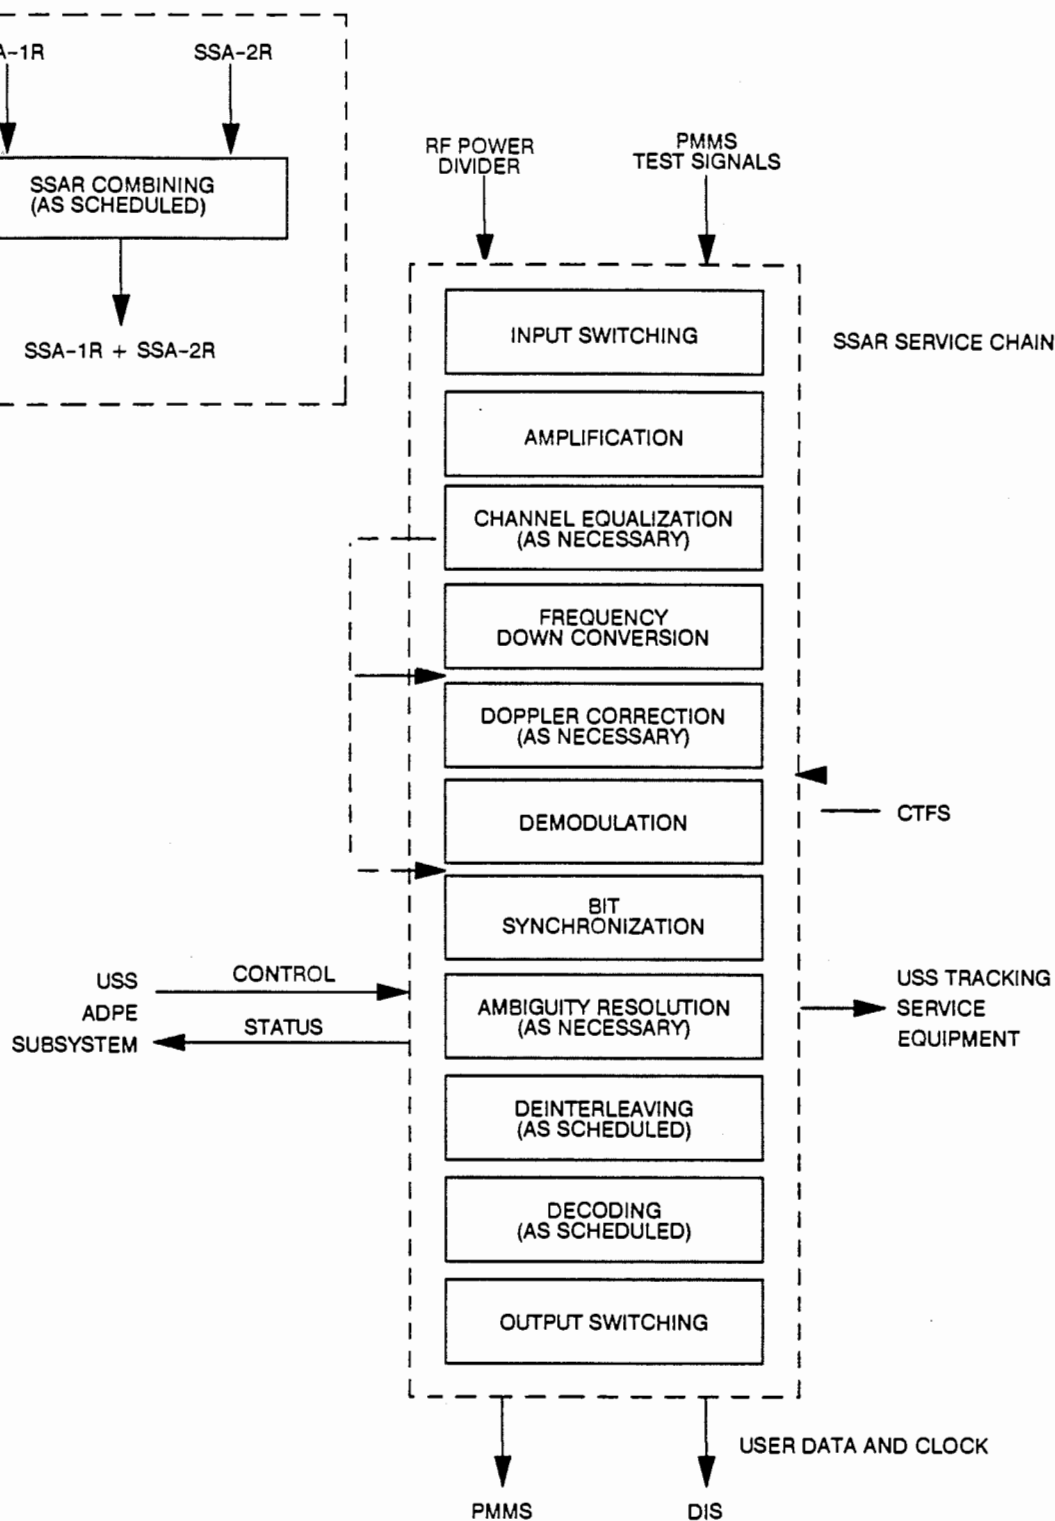 A-1R
SSA-2R
SSAR COMBINING
(AS SCHEDULED)
SSA-1R + SSA-2R
RF POWER
DIVIDER
PMMS
TEST SIGNALS
INPUT SWITCHING
SSAR SERVICE CHAIN
AMPLIFICATION
CHANNEL EQUALIZATION
(AS NECESSARY)
FREQUENCY
DOWN CONVERSION
DOPPLER CORRECTION
(AS NECESSARY)
DEMODULATION
CTFS
BIT
SYNCHRONIZATION
USS
ADPE
SUBSYSTEM
CONTROL
STATUS
AMBIGUITY RESOLUTION
(AS NECESSARY)
USS TRACKING
SERVICE
EQUIPMENT
DEINTERLEAVING
(AS SCHEDULED)
DECODING
(AS SCHEDULED)
OUTPUT SWITCHING
USER DATA AND CLOCK
PMMS
DIS